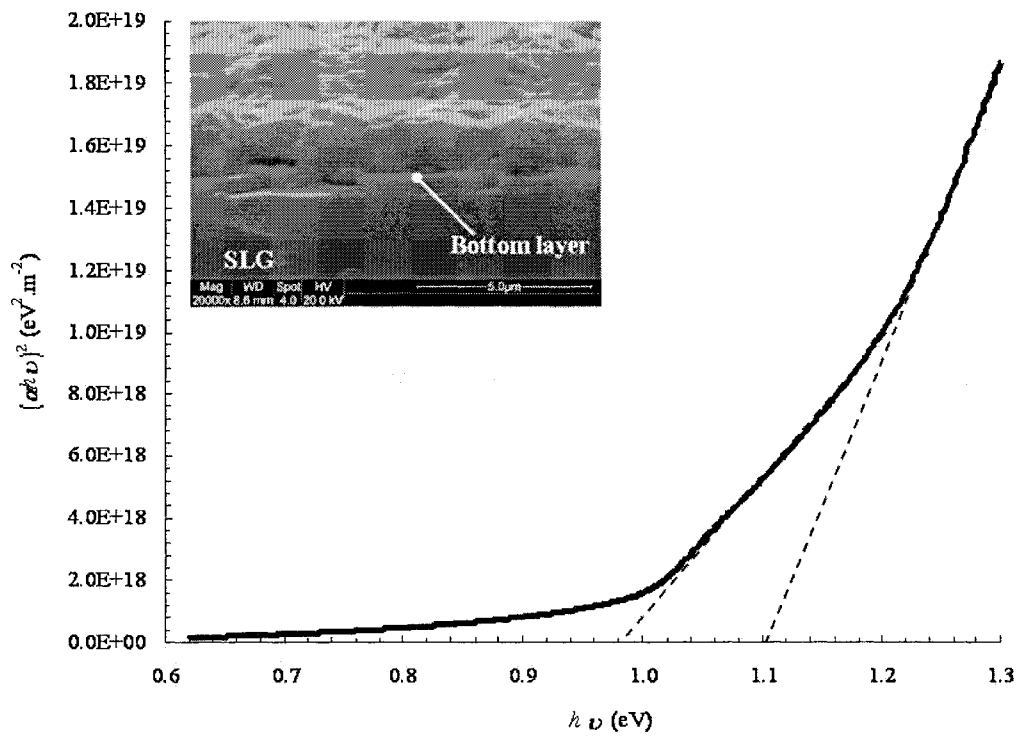 2.0E+19
1.8E+19
1.6E+19
1.4E+19
1.2E+19
1.0E+19
8.0E+18
6.0E+18
4.0E+18
2.0E+18
0.0E+00
[αhυ]² (eV².m⁻²)
Bottom layer
SLG
Mag WD Spot HV
20000x 8.6 mm 4.0 20.0 kV 5.0µm
0.6 0.7 0.8 0.9 1.0 1.1 1.2 1.3
h υ (eV)